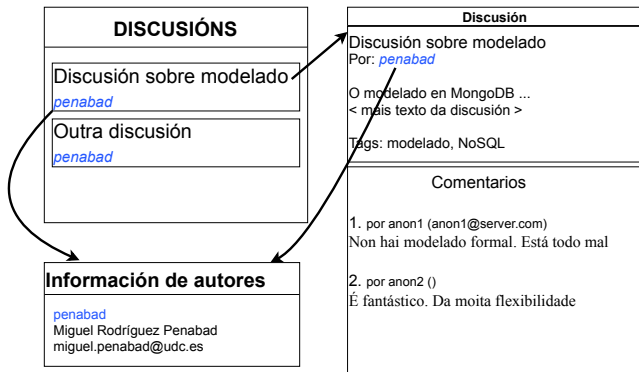 DISCUSIÓNS
Discusión sobre modelado
penabad
Outra discusión
penabad
Información de autores
penabad
Miguel Rodríguez Penabad
miguel.penabad@udc.es
Discusión
Discusión sobre modelado
Por: penabad
O modelado en MongoDB ...
< mais texto da discusión >
Tags: modelado, NoSQL
Comentarios
1. por anon1 (anon1@server.com)
Non hai modelado formal. Está todo mal
2. por anon2 ()
É fantástico. Da moita flexibilidade